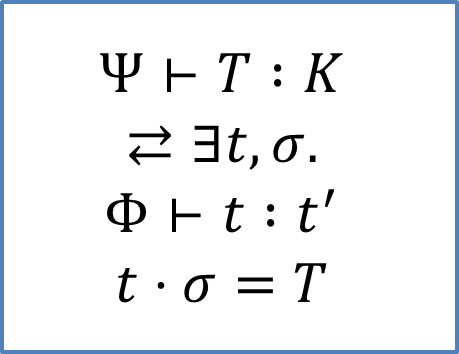 Ψ ⊢ T : K
⇄ ∃t, σ.
Φ ⊢ t : t′
t · σ = T